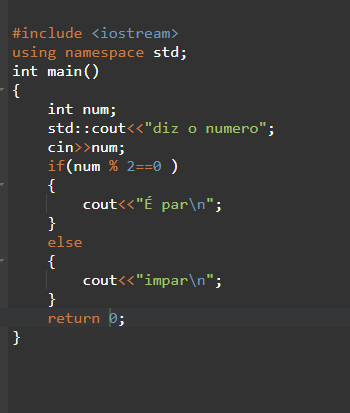 #include <iostream>
using namespace std;
int main()
{
    int num;
    std::cout<<"diz o numero";
    cin>>num;
    if(num % 2==0 )
    {
        cout<<"É par\n";
    }
    else
    {
        cout<<"impar\n";
    }
    return 0;
}